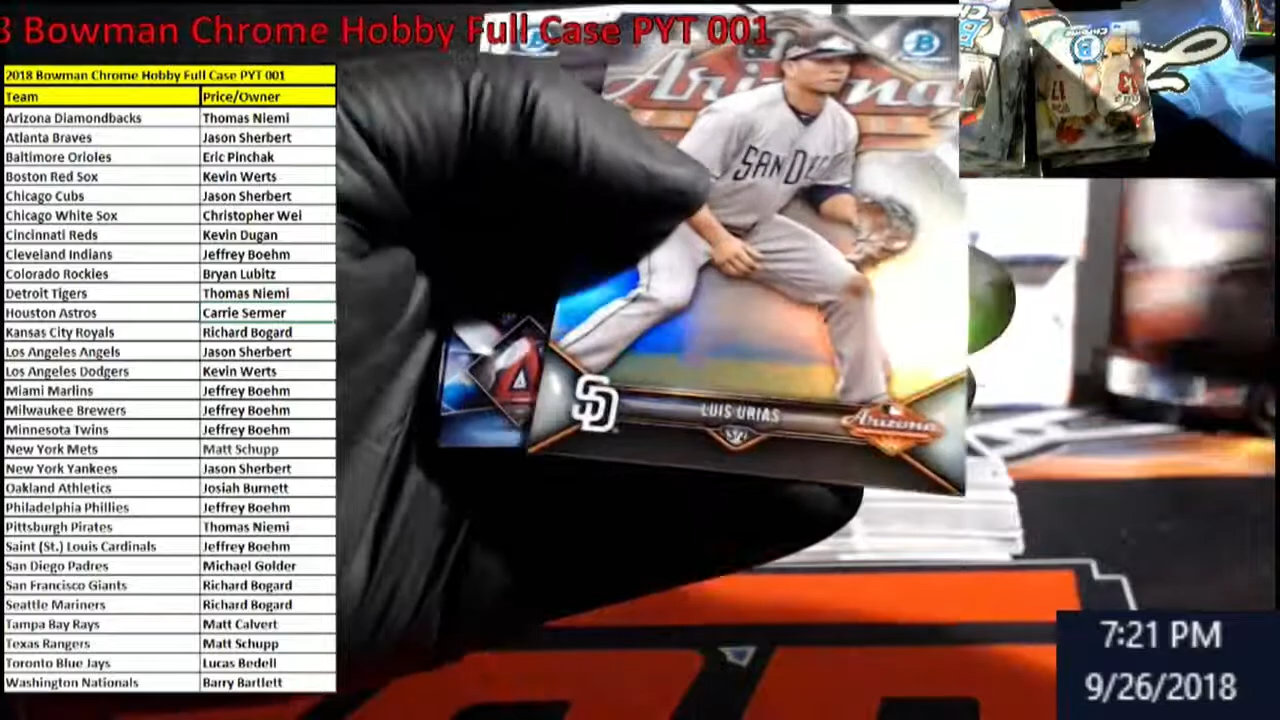 3 Bowman Chrome Hobby Full Case PYT 001
2018 Bowman Chrome Hobby Full Case PYT 001
Team Price/Owner
Arizona Diamondbacks Thomas Niemi
Atlanta Braves Jason Sherbert
Baltimore Orioles Eric Pinchak
Boston Red Sox Kevin Werts
Chicago Cubs Jason Sherbert
Chicago White Sox Christopher Wei
Cincinnati Reds Kevin Dugan
Cleveland Indians Jeffrey Boehm
Colorado Rockies Bryan Lubitz
Detroit Tigers Thomas Niemi
Houston Astros Carrie Sermer
Kansas City Royals Richard Bogard
Los Angeles Angels Jason Sherbert
Los Angeles Dodgers Kevin Werts
Miami Marlins Jeffrey Boehm
Milwaukee Brewers Jeffrey Boehm
Minnesota Twins Jeffrey Boehm
New York Mets Matt Schupp
New York Yankees Jason Sherbert
Oakland Athletics Josiah Burnett
Philadelphia Phillies Jeffrey Boehm
Pittsburgh Pirates Thomas Niemi
Saint (St.) Louis Cardinals Jeffrey Boehm
San Diego Padres Michael Golder
San Francisco Giants Richard Bogard
Seattle Mariners Richard Bogard
Tampa Bay Rays Matt Calvert
Texas Rangers Matt Schupp
Toronto Blue Jays Lucas Bedell
Washington Nationals Barry Bartlett
Arizona
B
SAN DIE
SD
LUIS URIAS
SS/2
Arizona
A
7:21 PM
9/26/2018